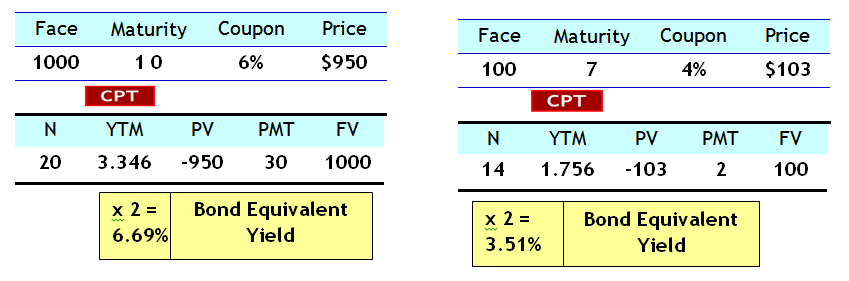 Face Maturity Coupon Price
1000 1 0 6% $950
CPT
N YTM PV PMT FV
20 3.346 -950 30 1000
x 2 = Bond Equivalent
6.69% Yield
Face Maturity Coupon Price
100 7 4% $103
CPT
N YTM PV PMT FV
14 1.756 -103 2 100
x 2 = Bond Equivalent
3.51% Yield